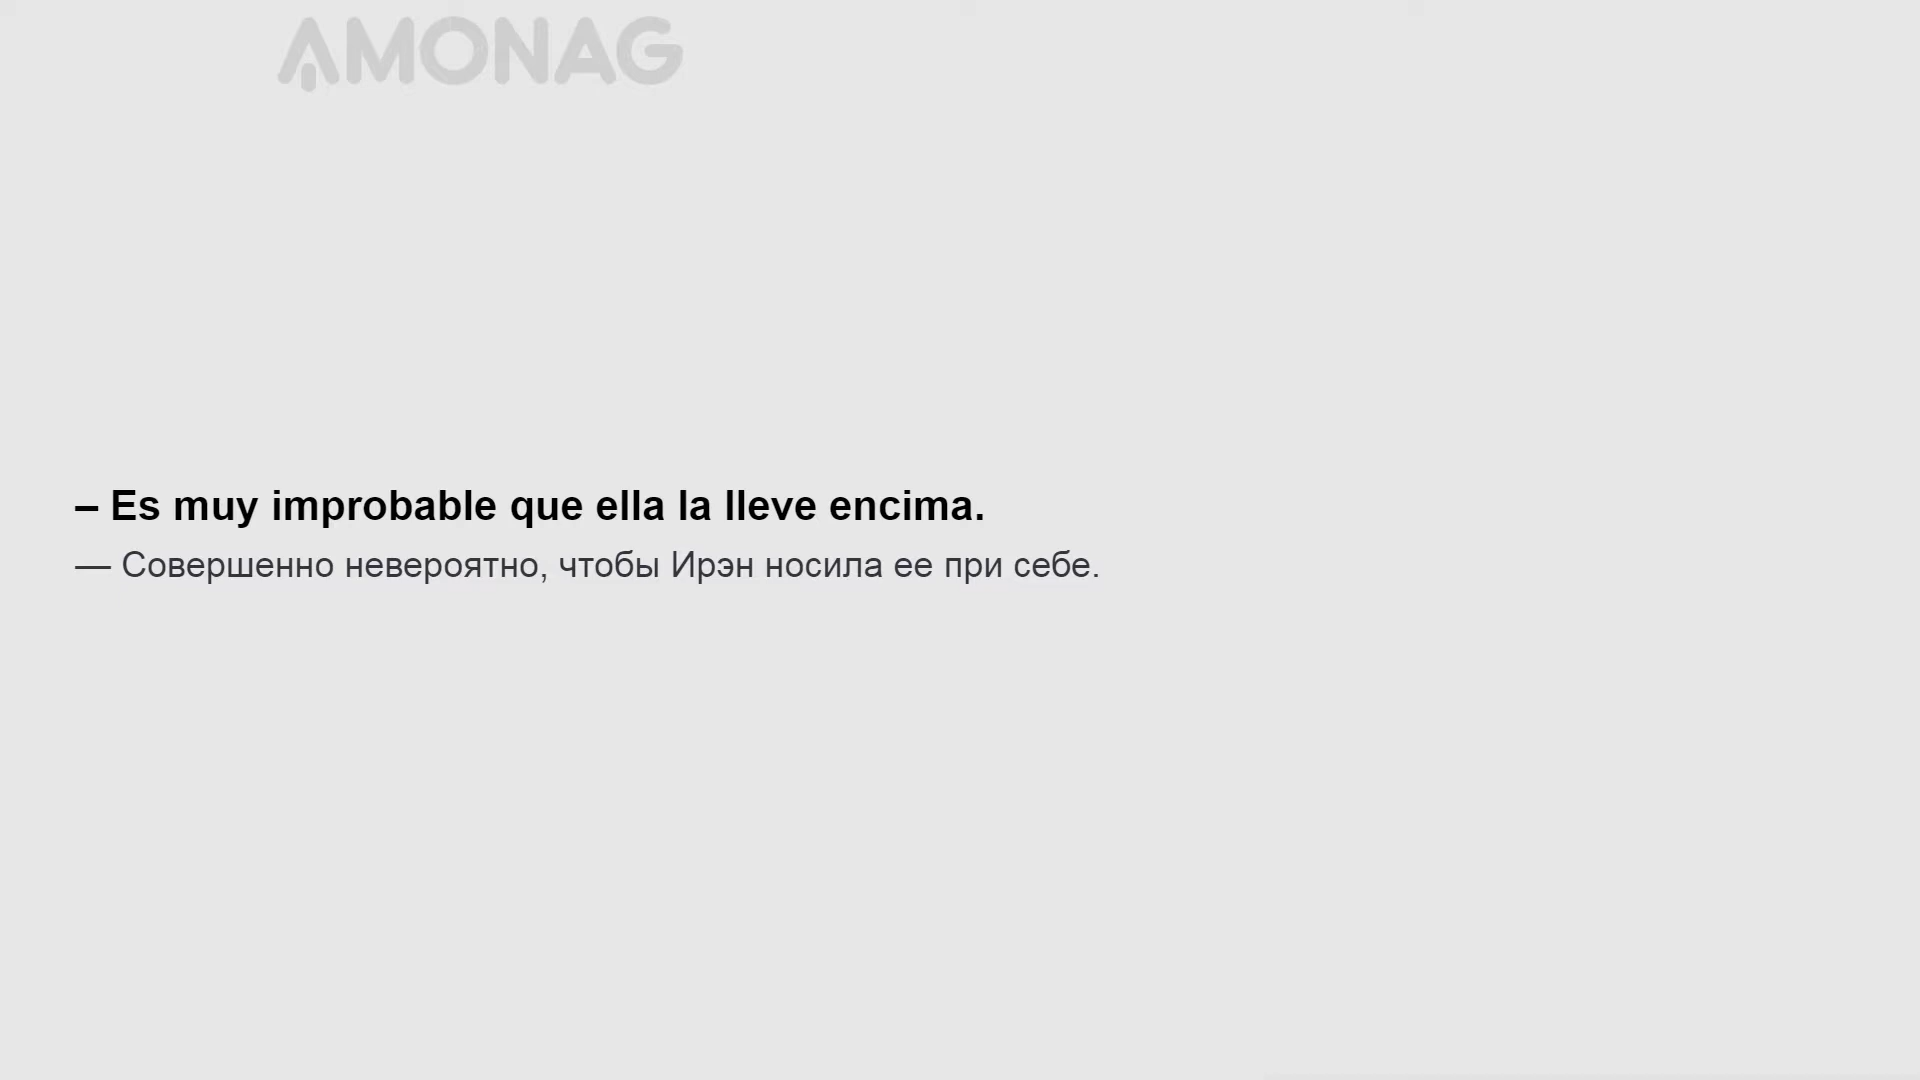 AMONAG
– Es muy improbable que ella la lleve encima.
— Совершенно невероятно, чтобы Ирэн носила ее при себе.